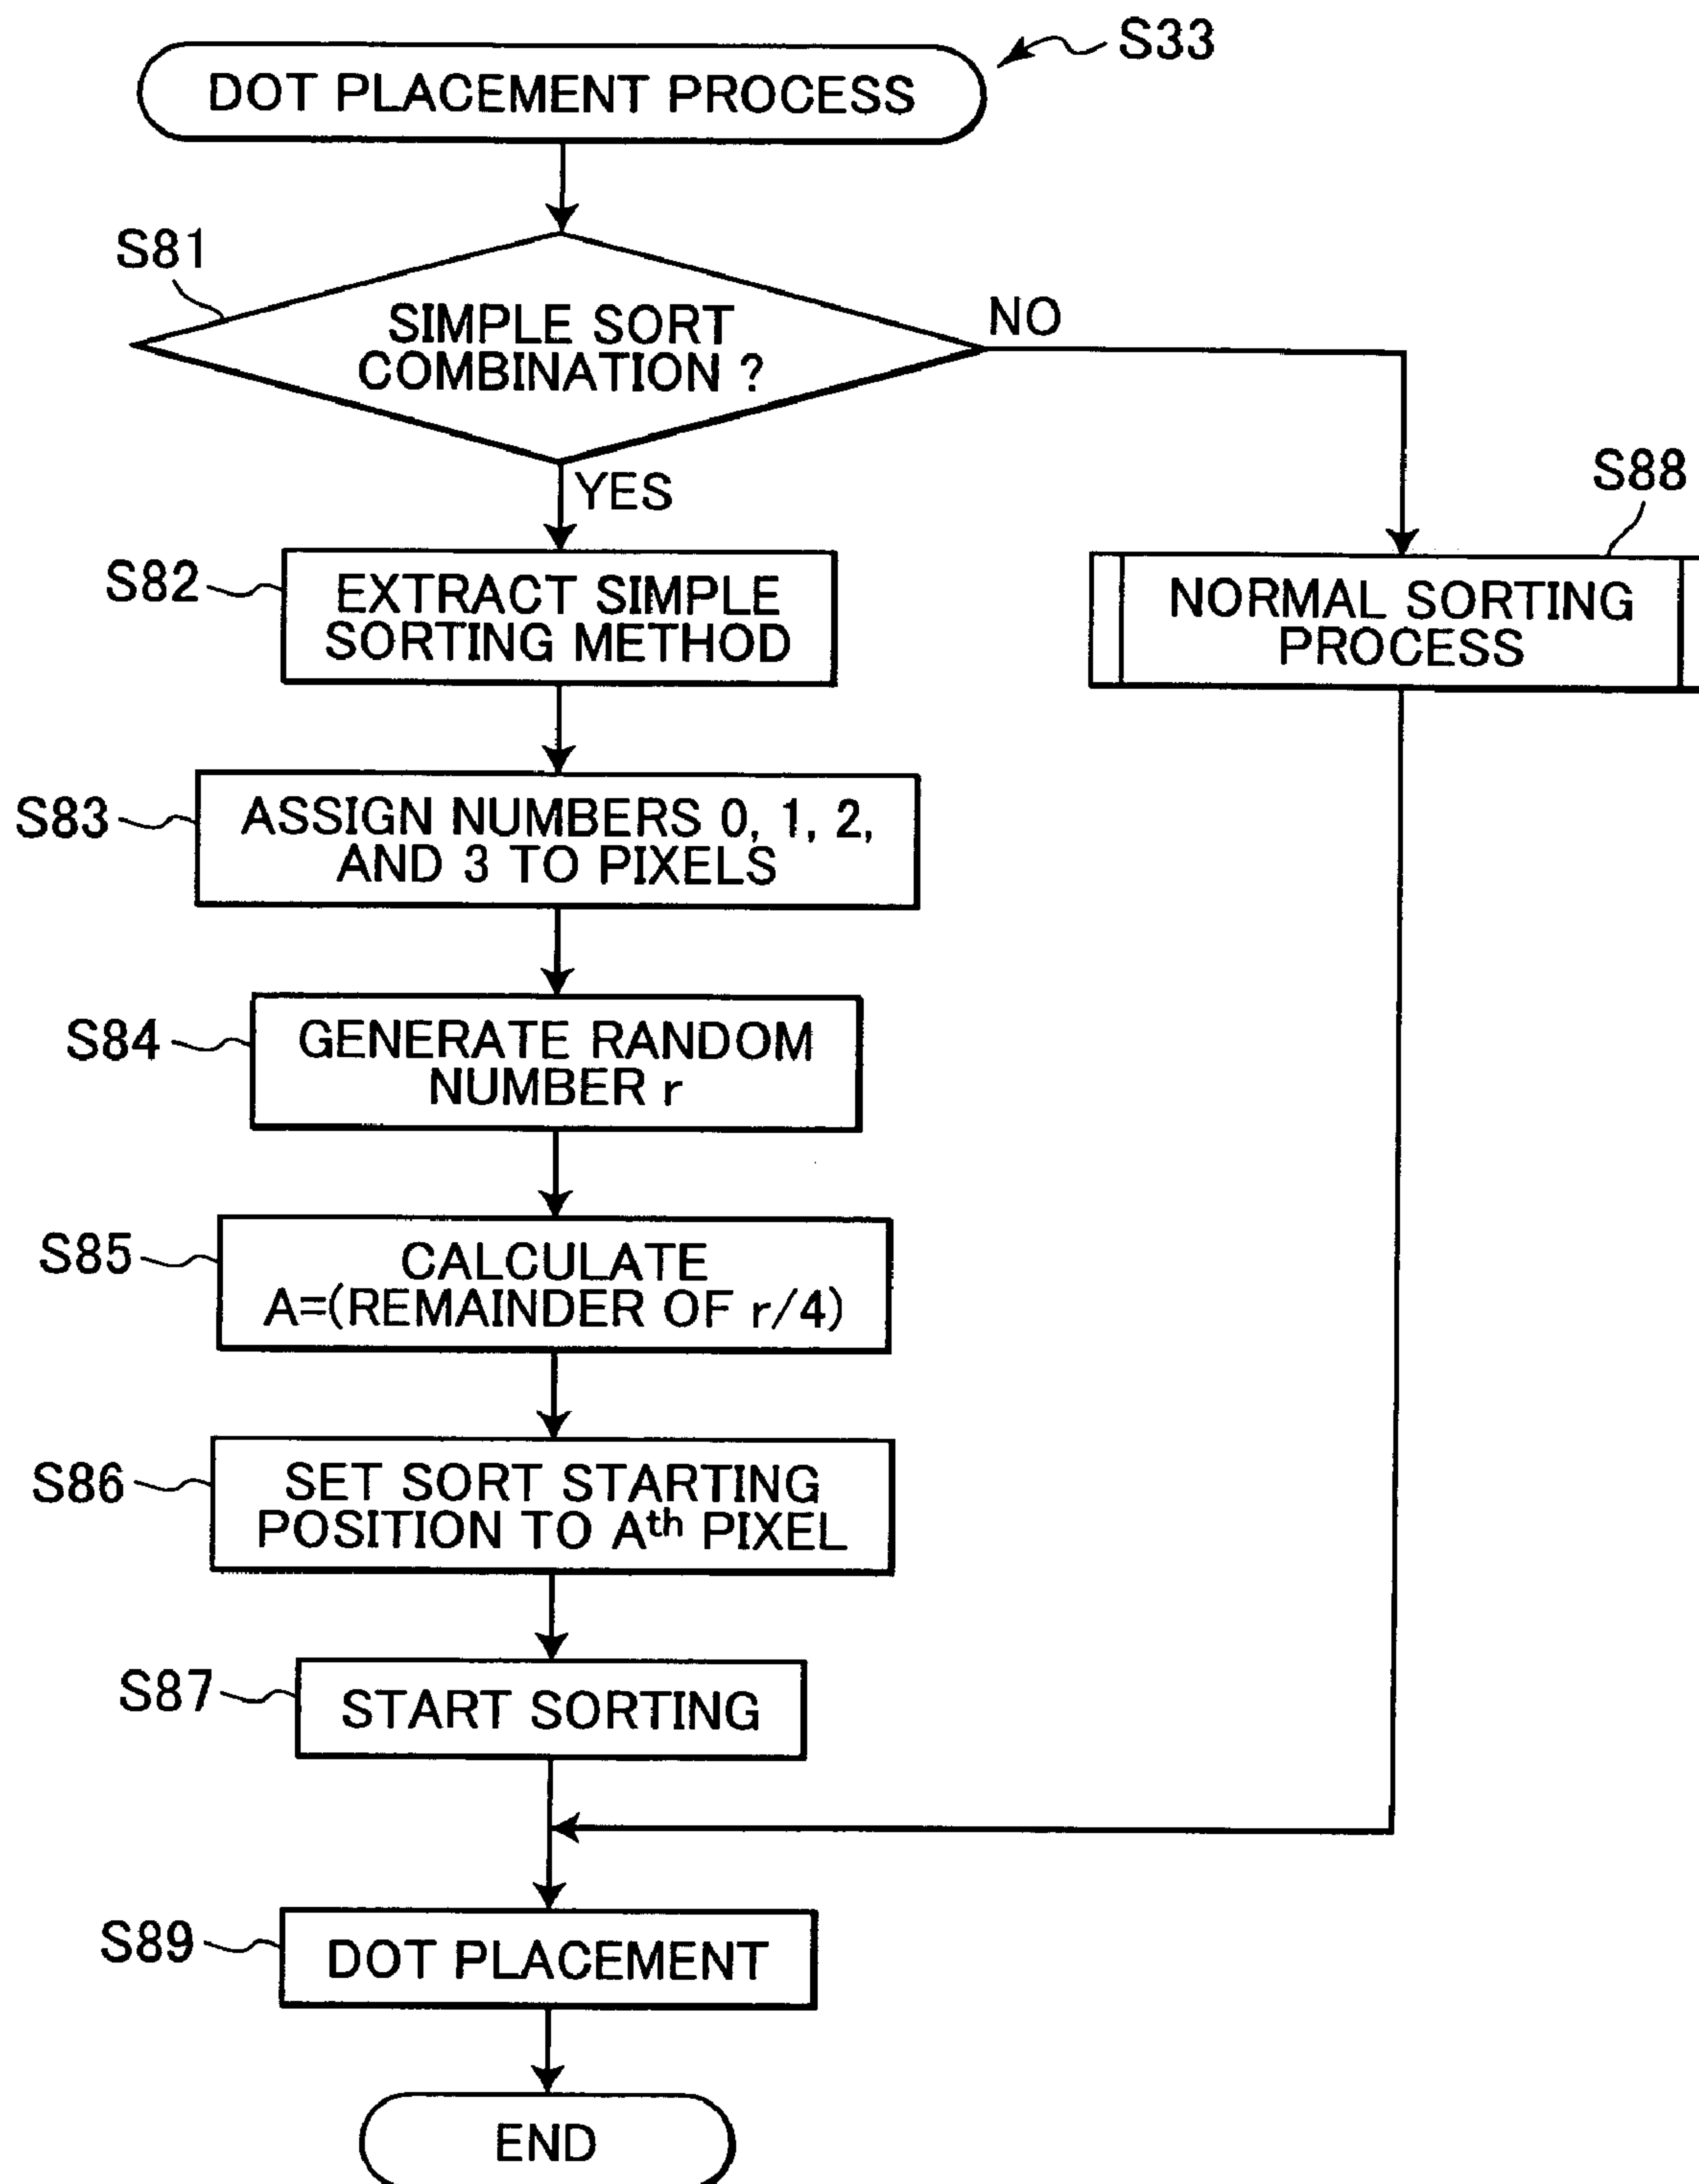 S33
DOT PLACEMENT PROCESS
S81
SIMPLE SORT
COMBINATION ?
NO
YES
S88
S82
EXTRACT SIMPLE
SORTING METHOD
NORMAL SORTING
PROCESS
S83
ASSIGN NUMBERS 0, 1, 2,
AND 3 TO PIXELS
S84
GENERATE RANDOM
NUMBER r
S85
CALCULATE
A=(REMAINDER OF r/4)
S86
SET SORT STARTING
POSITION TO Ath PIXEL
S87
START SORTING
S89
DOT PLACEMENT
END